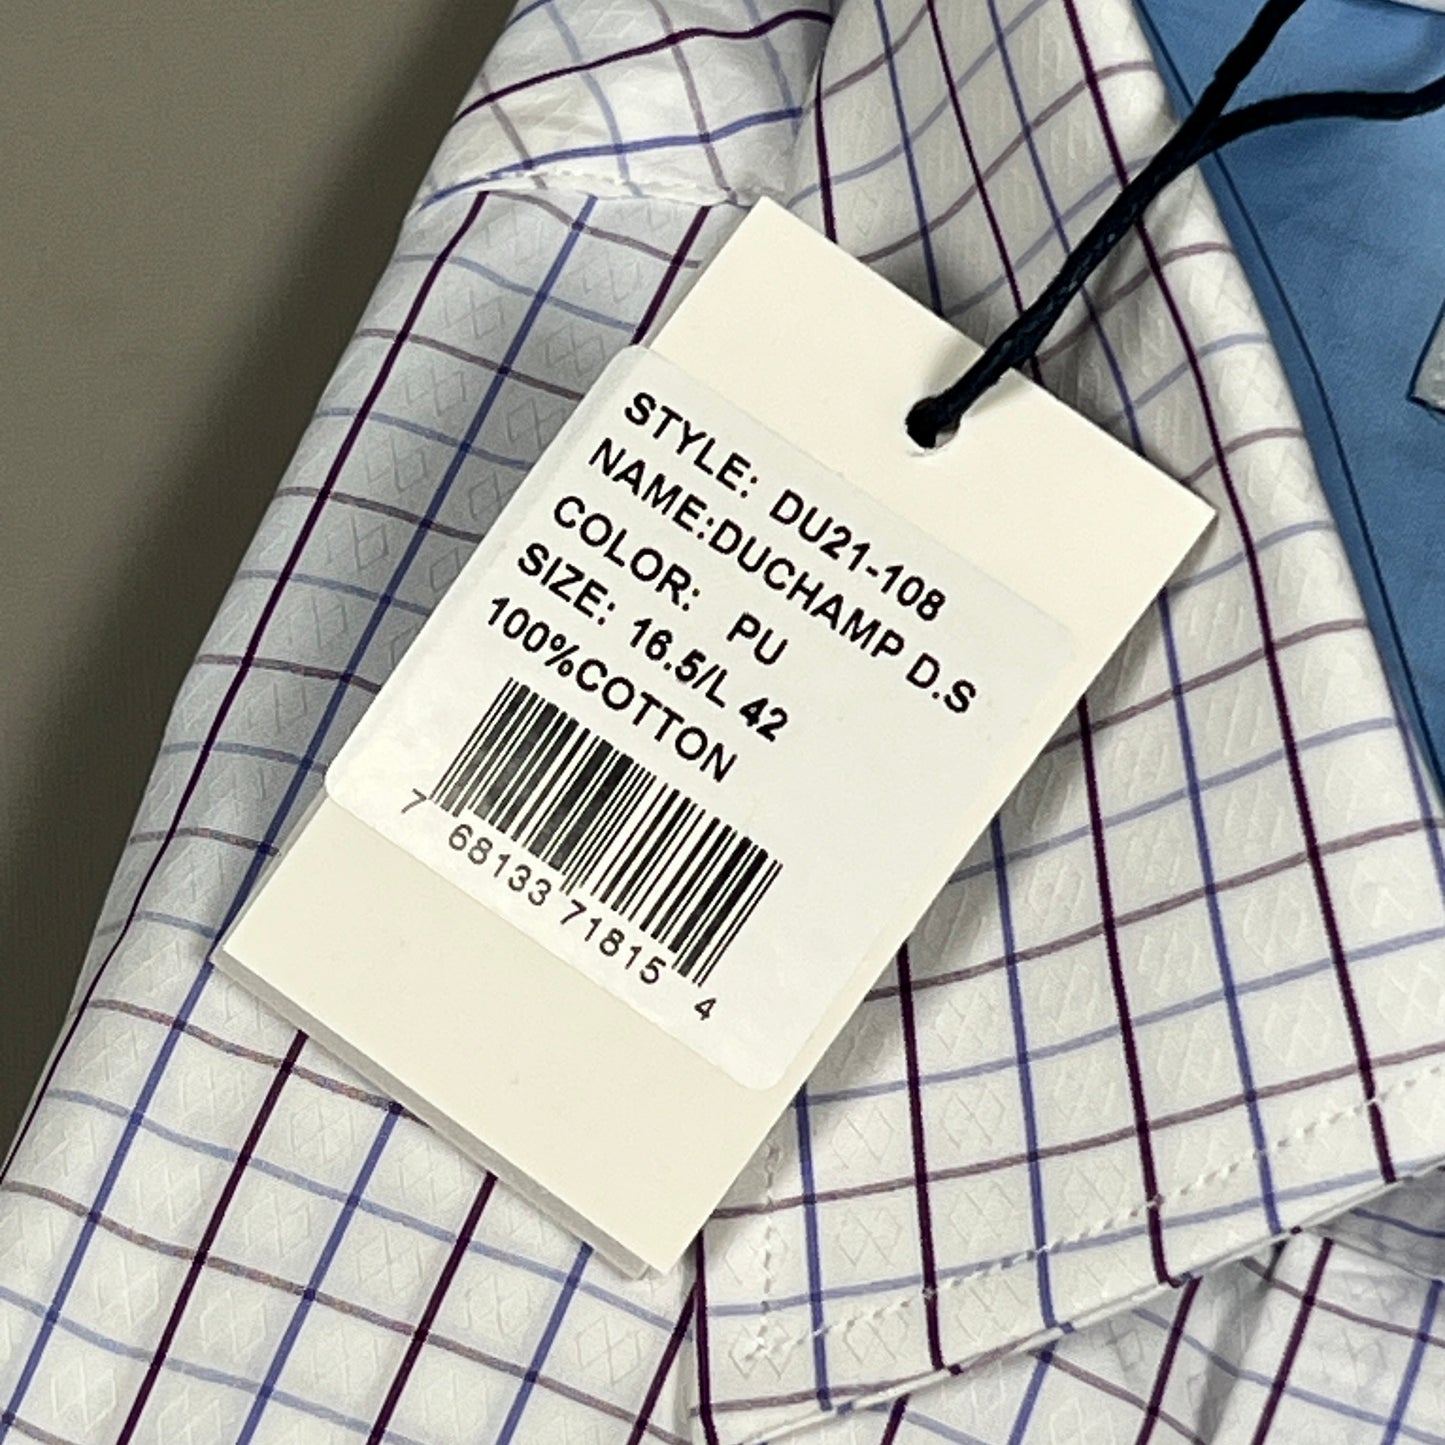 STYLE: DU21-108
NAME:DUCHAMP D.S
COLOR: PU
SIZE: 16.5/L 42
100%COTTON
7 68133 71815 4